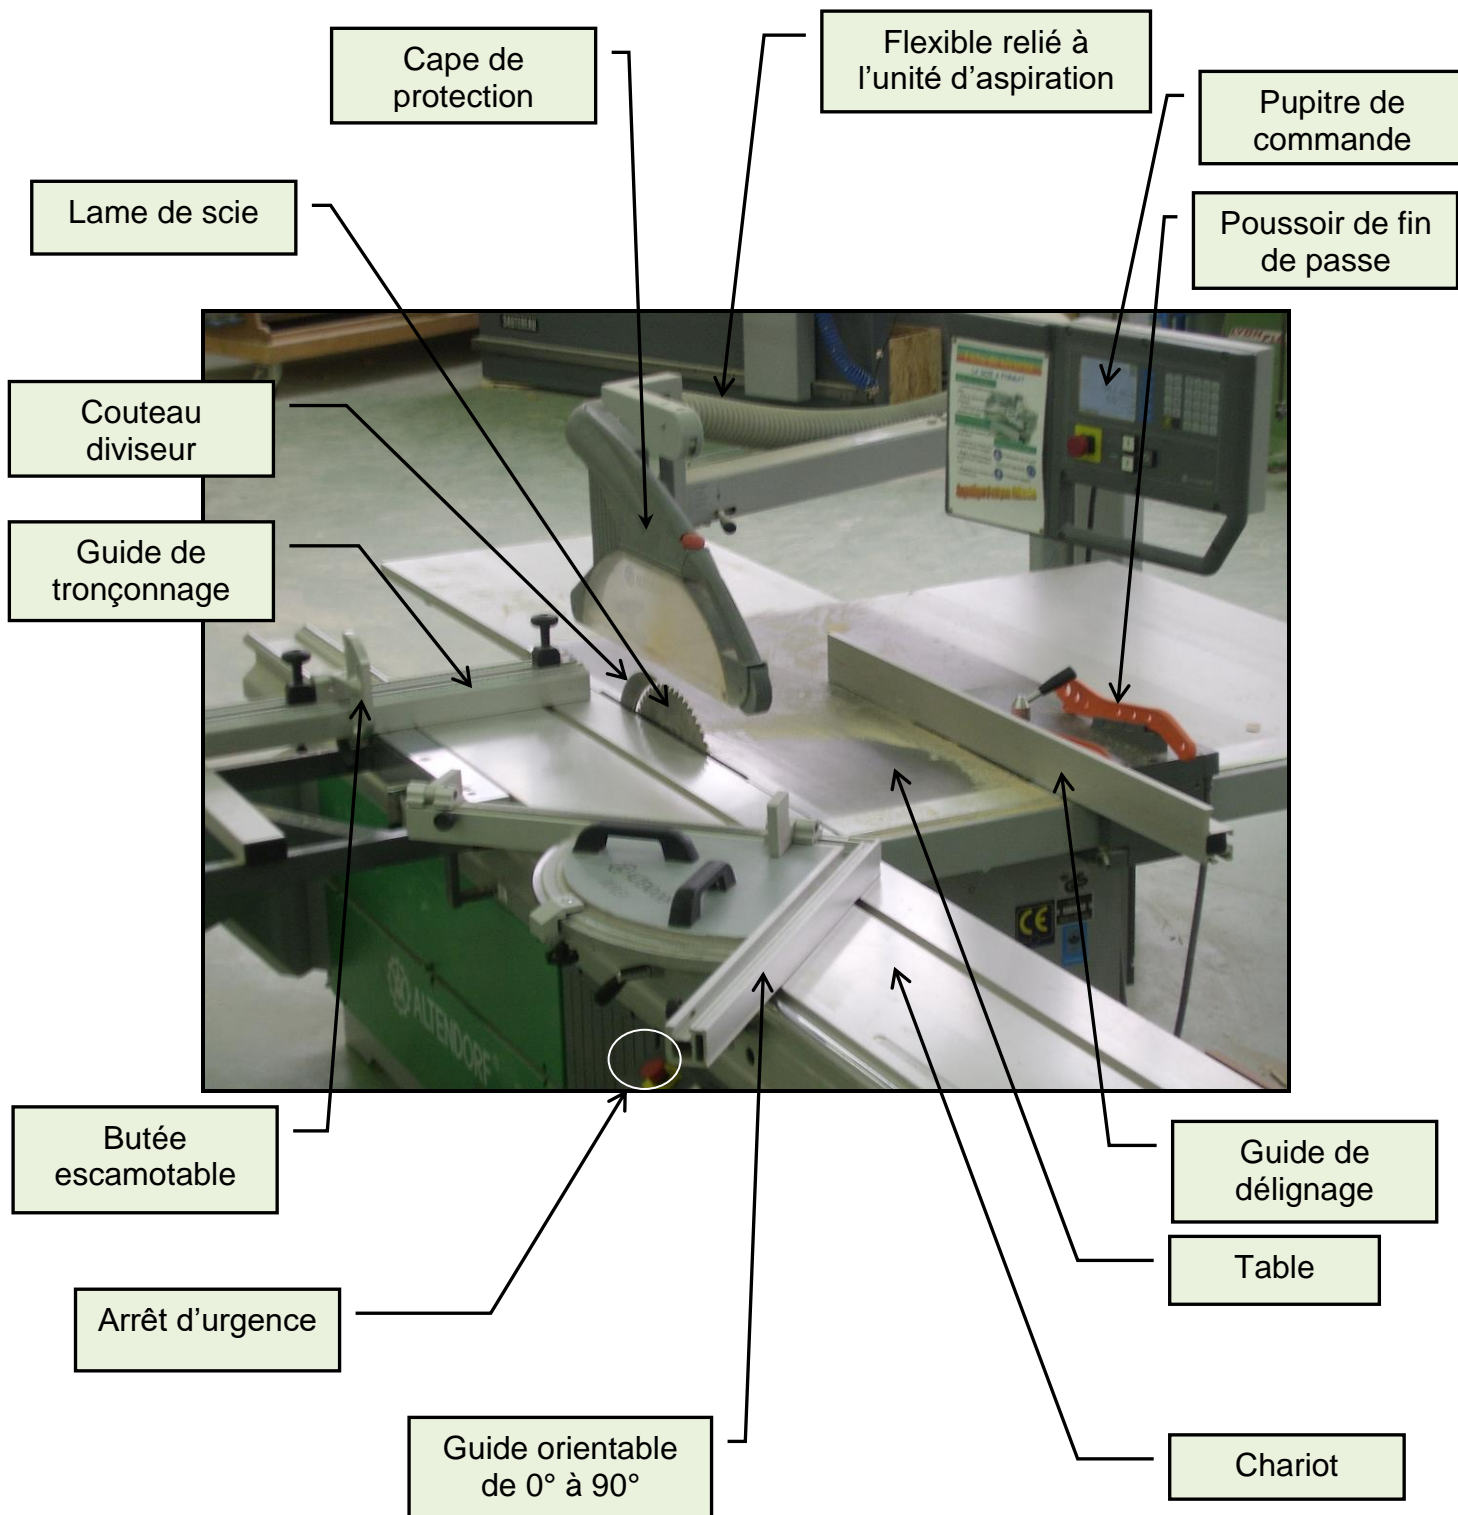 Cape de
protection
Flexible relié à
l’unité d’aspiration
Pupitre de
commande
Lame de scie
Poussoir de fin
de passe
Couteau
diviseur
Guide de
tronçonnage
ALTENDORF
CE
Butée
escamotable
Guide de
délignage
Table
Arrêt d’urgence
Guide orientable
de 0° à 90°
Chariot